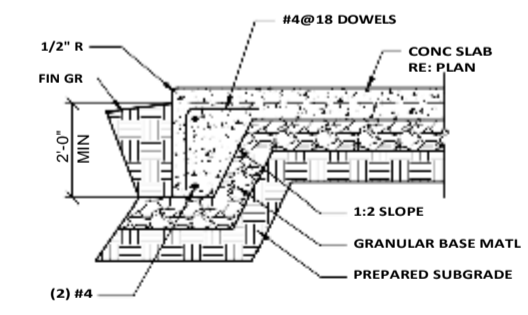 #4@18 DOWELS
1/2" R
CONC SLAB
RE: PLAN
FIN GR
2'-0"
MIN
1:2 SLOPE
GRANULAR BASE MATL
PREPARED SUBGRADE
(2) #4